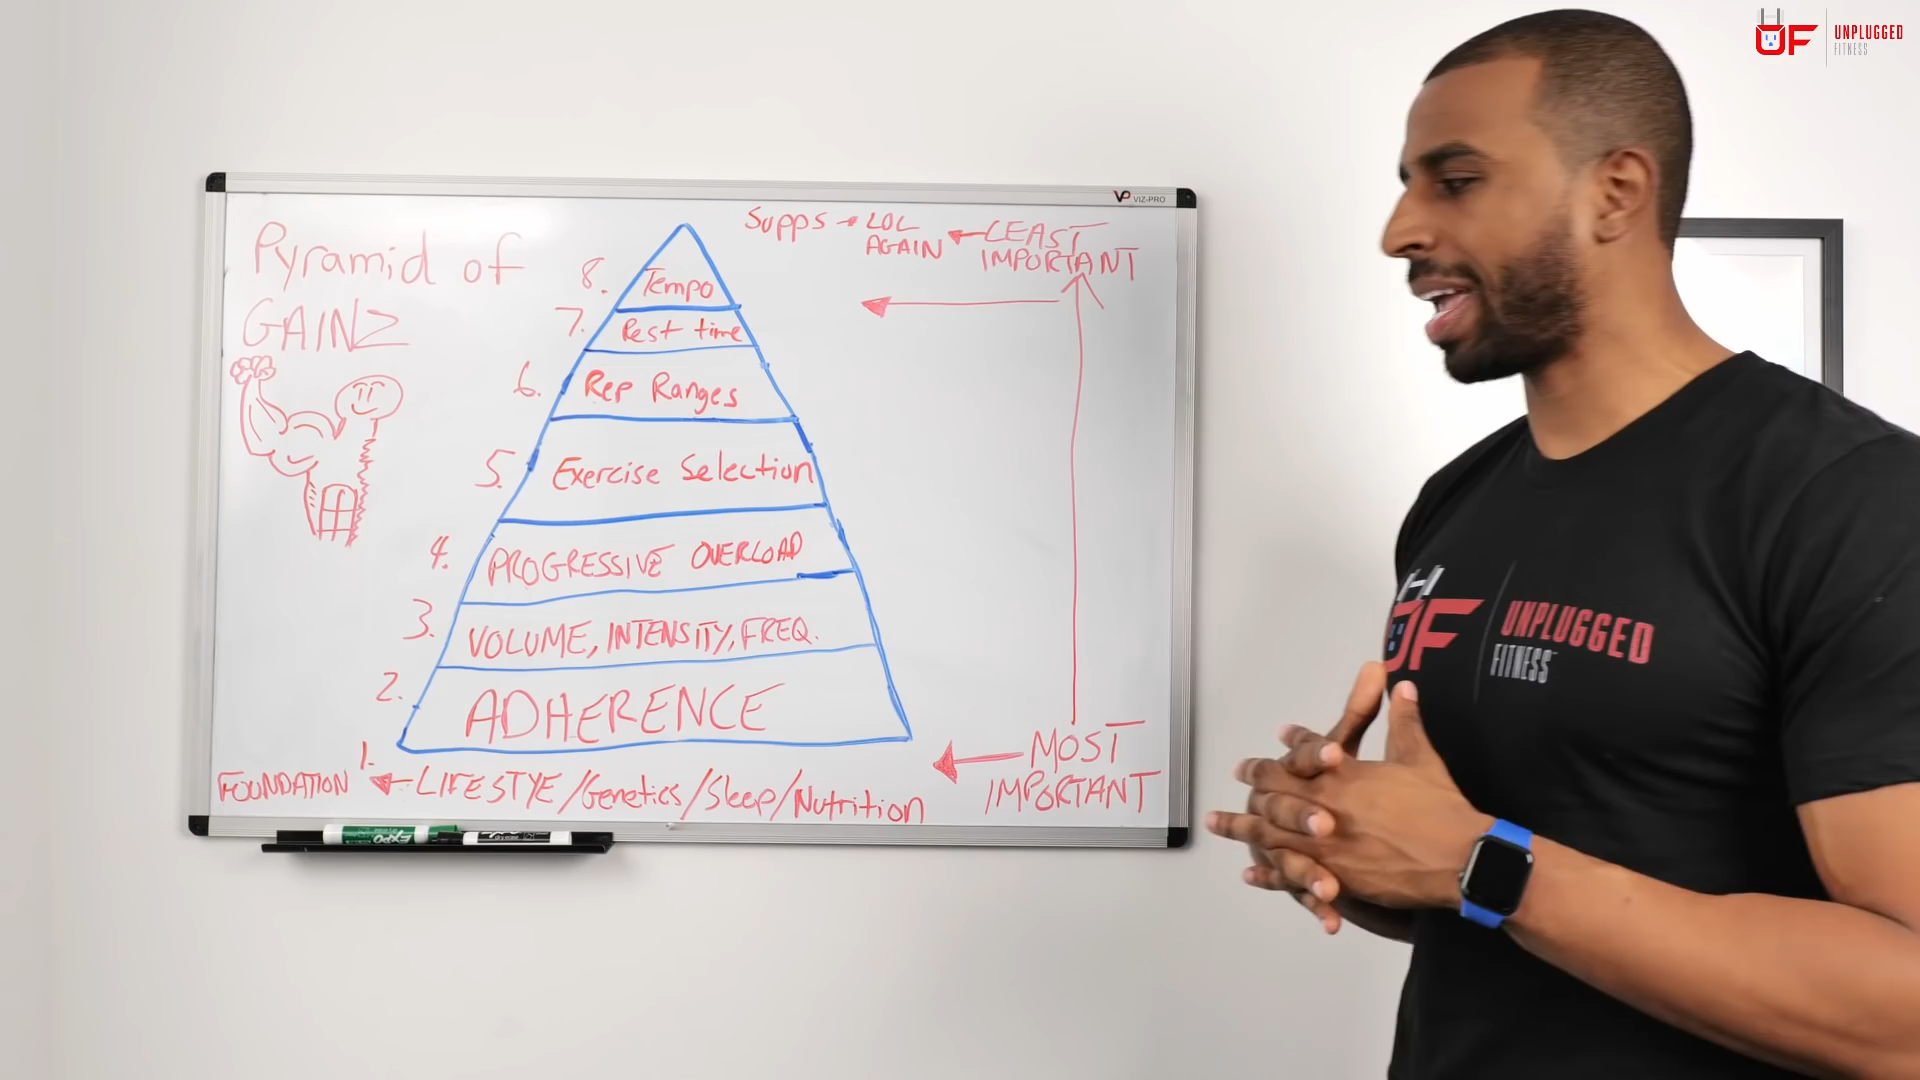 UF UNPLUGGED
FITNESS
VP VIZ-PRO
Pyramid of
GAINZ
Supps → LOL
AGAIN
LEAST
IMPORTANT
8. Tempo
7. Rest time
6. Rep Ranges
5. Exercise Selection
4. PROGRESSIVE OVERLOAD
3. VOLUME, INTENSITY, FREQ.
2. ADHERENCE
1.
FOUNDATION ← LIFESTYE/Genetics/Sleep/Nutrition
MOST
IMPORTANT
EXPO
UF UNPLUGGED
FITNESS